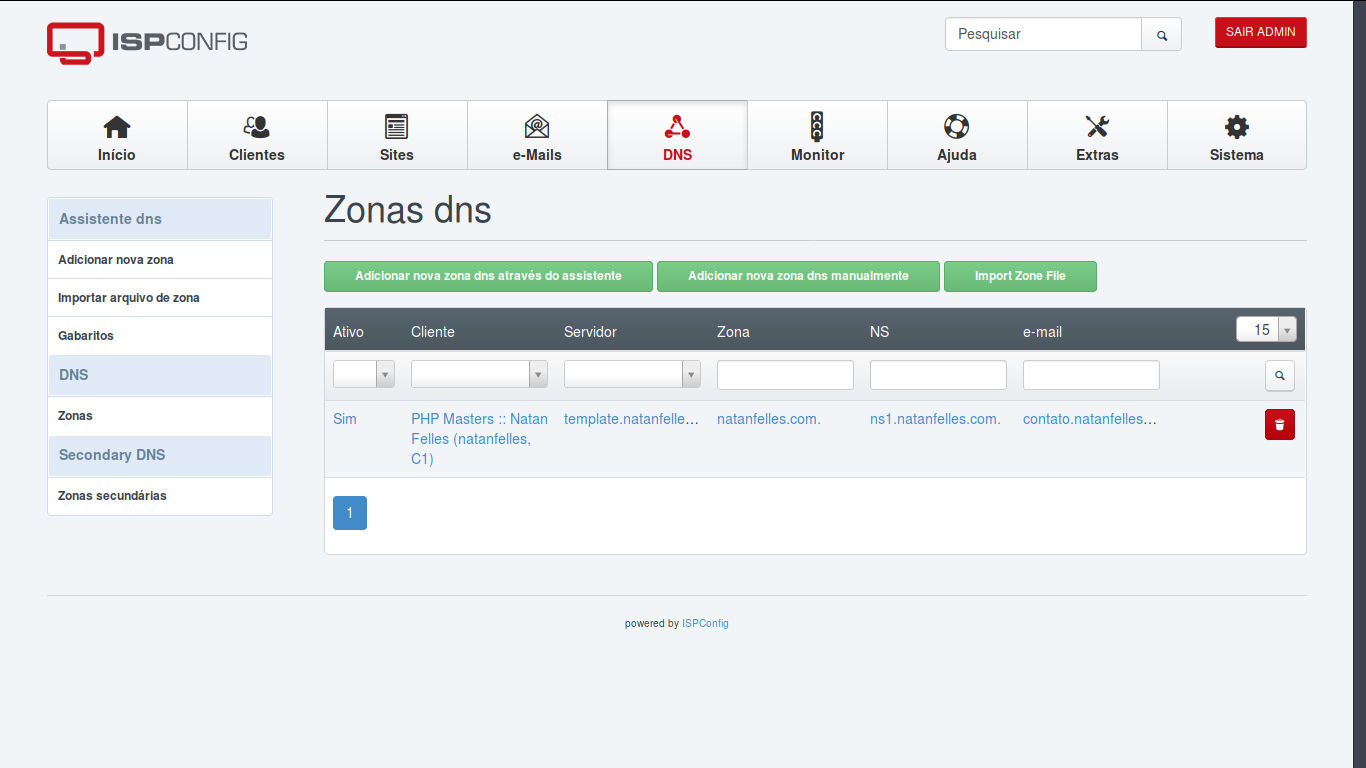 ISPCONFIG
Pesquisar
SAIR ADMIN
Início
Clientes
Sites
e-Mails
DNS
Monitor
Ajuda
Extras
Sistema
Assistente dns
Adicionar nova zona
Importar arquivo de zona
Gabaritos
DNS
Zonas
Secondary DNS
Zonas secundárias
Zonas dns
Adicionar nova zona dns através do assistente
Adicionar nova zona dns manualmente
Import Zone File
Ativo
Cliente
Servidor
Zona
NS
e-mail
15
Sim
PHP Masters :: Natan
Felles (natanfelles,
C1)
template.natanfelle...
natanfelles.com.
ns1.natanfelles.com.
contato.natanfelles...
1
powered by ISPConfig